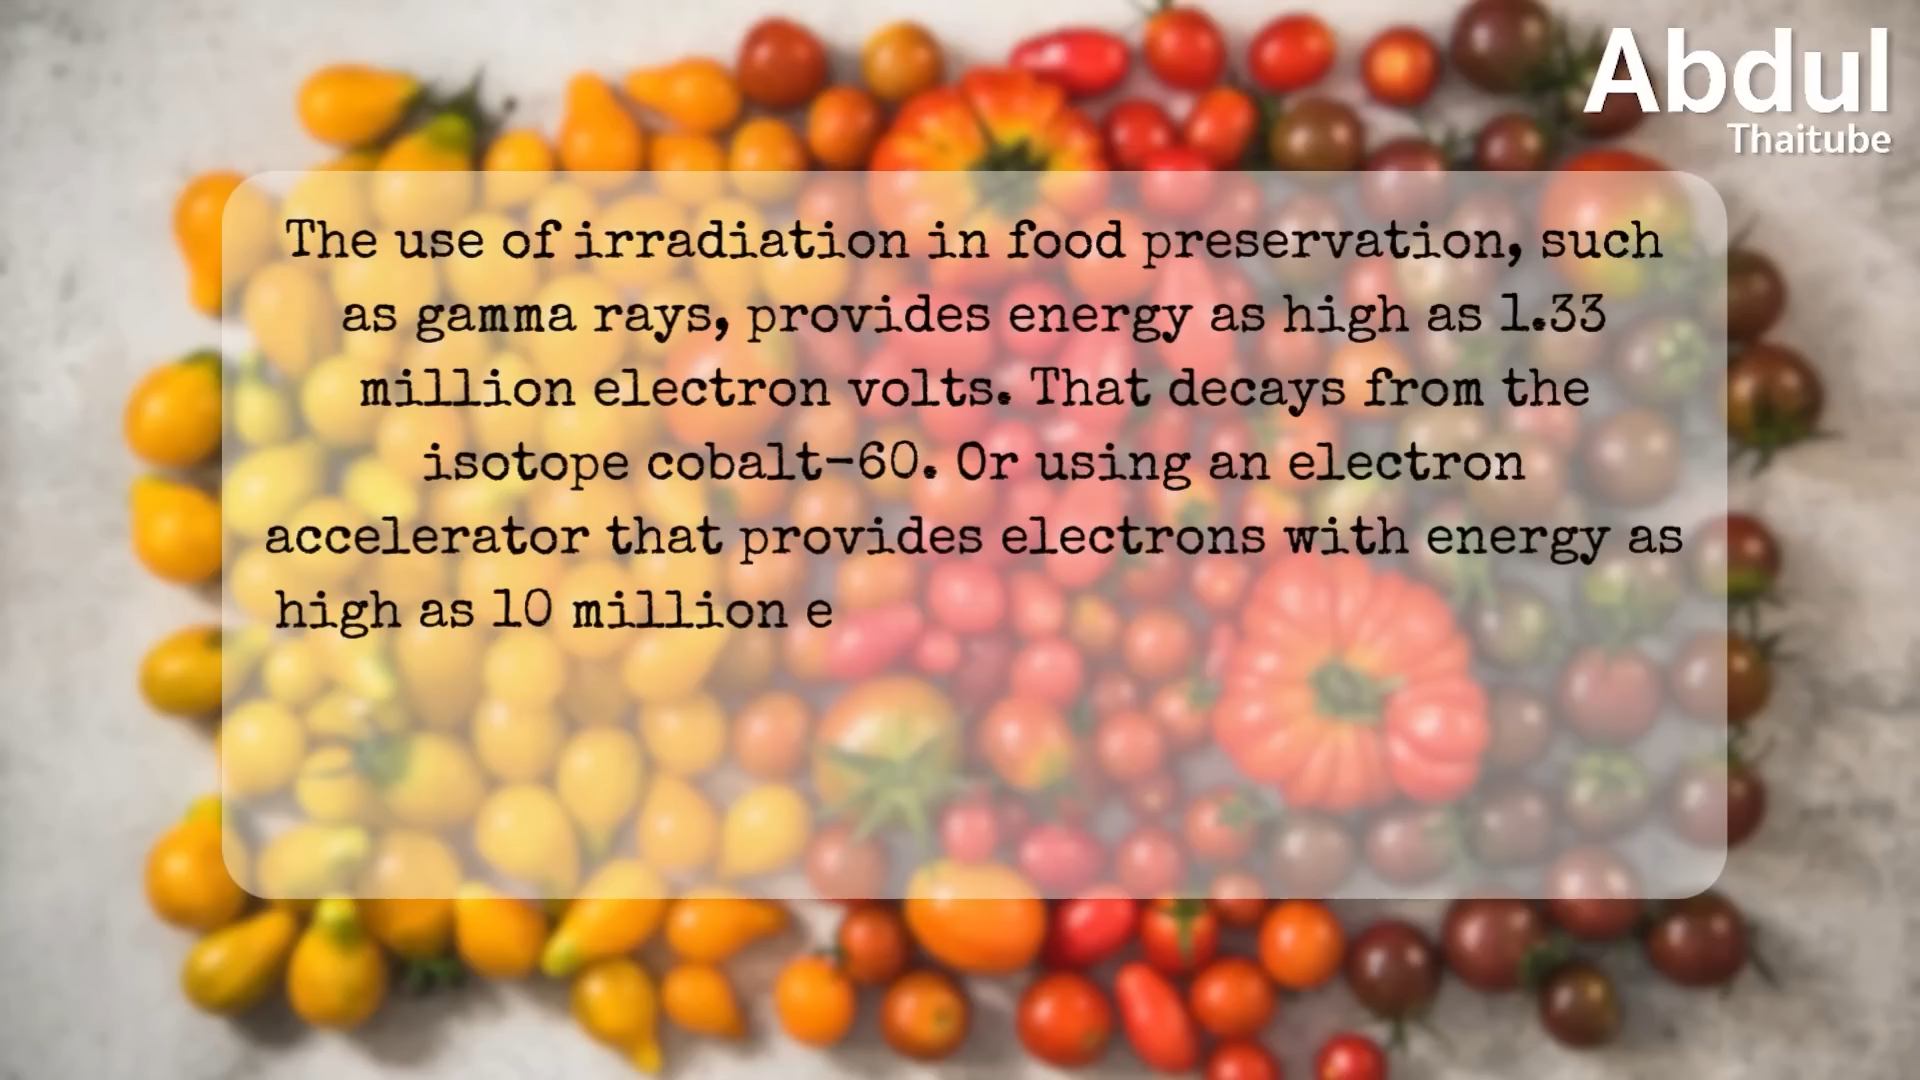 Abdul
Thaitube
The use of irradiation in food preservation, such
as gamma rays, provides energy as high as 1.33
million electron volts. That decays from the
isotope cobalt-60. Or using an electron
accelerator that provides electrons with energy as
high as 10 million e